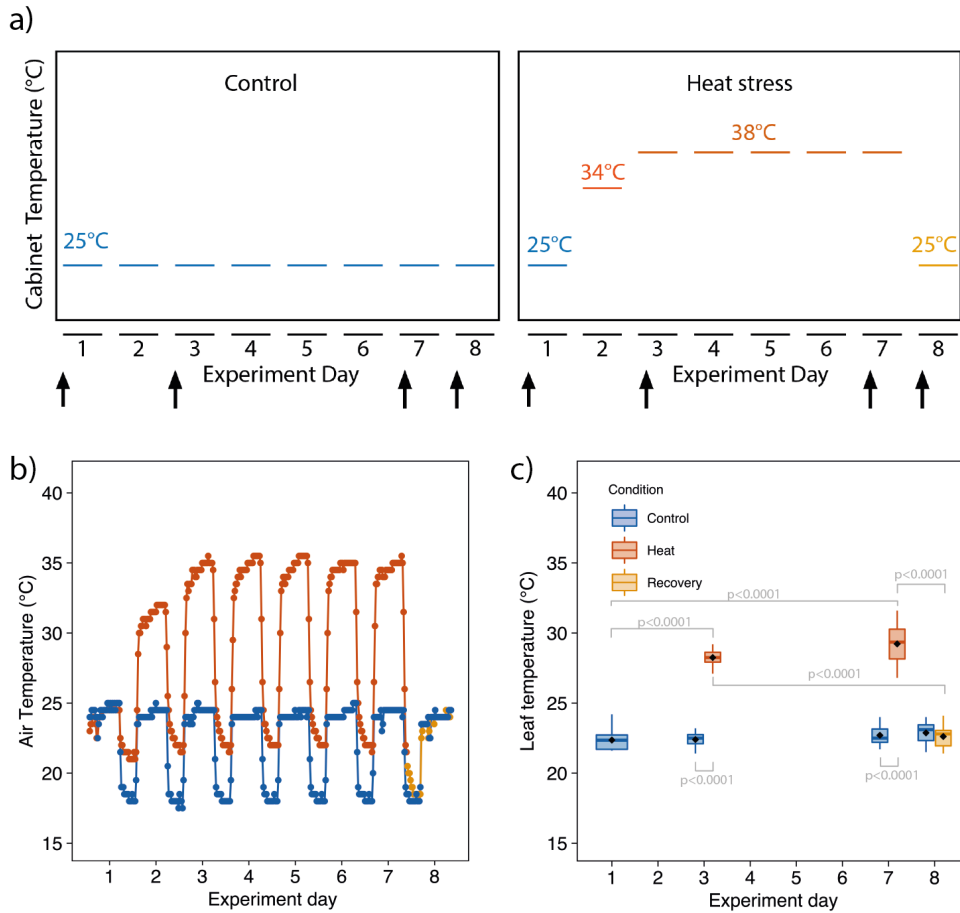 a)
Cabinet Temperature (°C)
Control
25°C
Heat stress
25°C
34°C
38°C
25°C
1 2 3 4 5 6 7 8
Experiment Day
1 2 3 4 5 6 7 8
Experiment Day
b)
Air Temperature (°C)
40
35
30
25
20
15
1 2 3 4 5 6 7 8
Experiment day
c)
Leaf temperature (°C)
40
35
30
25
20
15
Condition
Control
Heat
Recovery
p<0.0001
p<0.0001
p<0.0001
p<0.0001
p<0.0001
p<0.0001
1 2 3 4 5 6 7 8
Experiment day